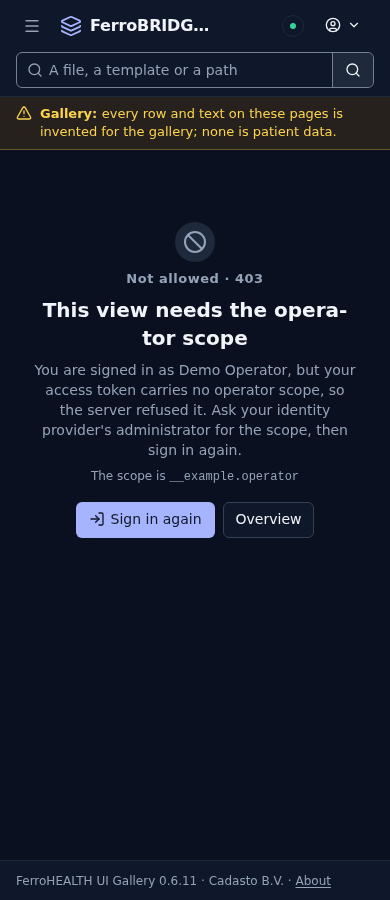 FerroBRIDG…
A file, a template or a path
Gallery: every row and text on these pages is
invented for the gallery; none is patient data.
Not allowed · 403
This view needs the opera-
tor scope
You are signed in as Demo Operator, but your
access token carries no operator scope, so
the server refused it. Ask your identity
provider's administrator for the scope, then
sign in again.
The scope is __example.operator
Sign in again
Overview
FerroHEALTH UI Gallery 0.6.11 · Cadasto B.V. · About